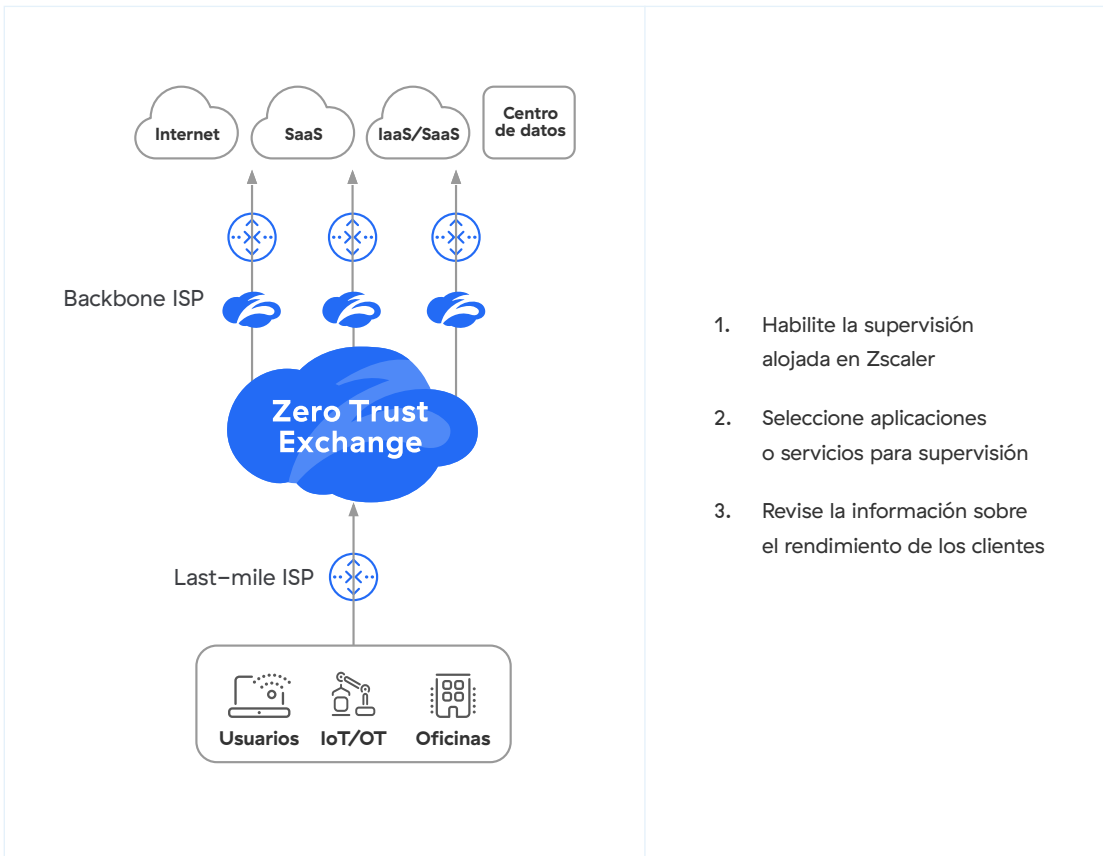 Internet
SaaS
IaaS/SaaS
Centro
de datos
Backbone ISP
Zero Trust
Exchange
Last-mile ISP
Usuarios
IoT/OT
Oficinas
1. Habilite la supervisión
alojada en Zscaler
2. Seleccione aplicaciones
o servicios para supervisión
3. Revise la información sobre
el rendimiento de los clientes